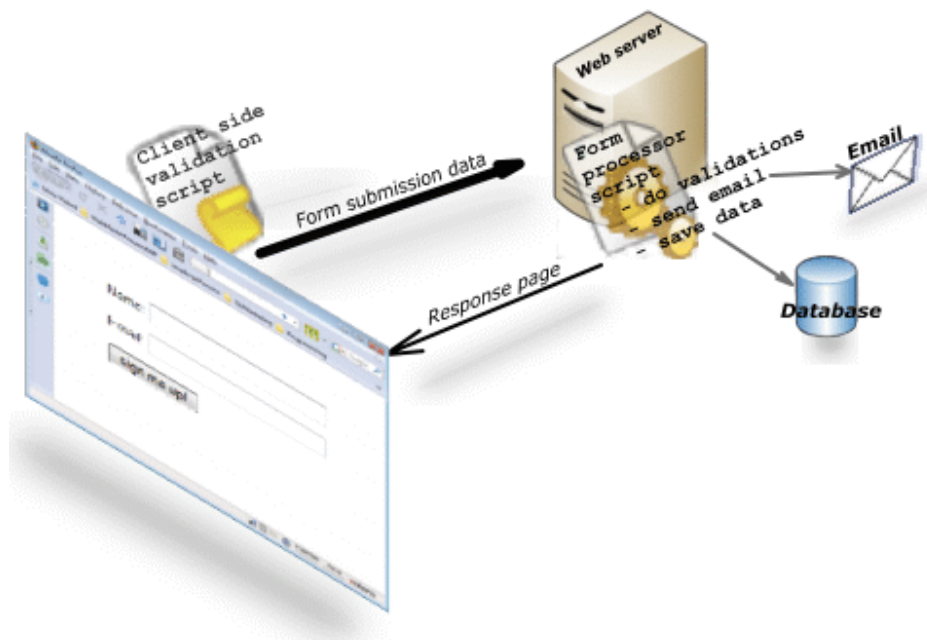 Web server
Client side
validation
script
Form submission data
Form
processor
script
- do validations
- send email
- save data
Email
Response page
Database
Name
Email
sign me up!